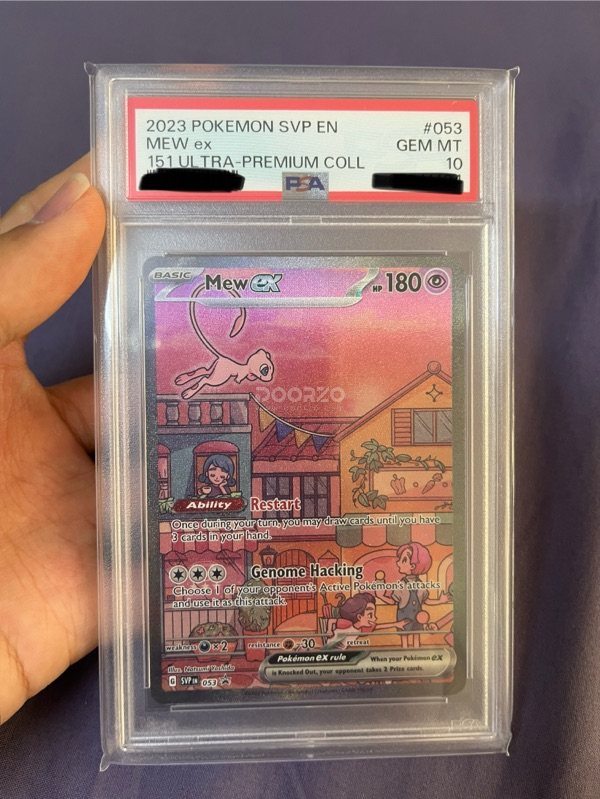 2023 POKEMON SVP EN #053
MEW ex GEM MT
151 ULTRA-PREMIUM COLL 10
PSA
BASIC
Mew ex HP 180
DOORZO
Ability Restart
Once during your turn, you may draw cards until you have
3 cards in your hand.
Genome Hacking
Choose 1 of your opponent's Active Pokémon's attacks
and use it as this attack.
weakness ×2 resistance -30 retreat
Pokémon ex rule When your Pokémon ex
is Knocked Out, your opponent takes 2 Prize cards.
Illus. Natsumi Yoshida
G SVP EN 053